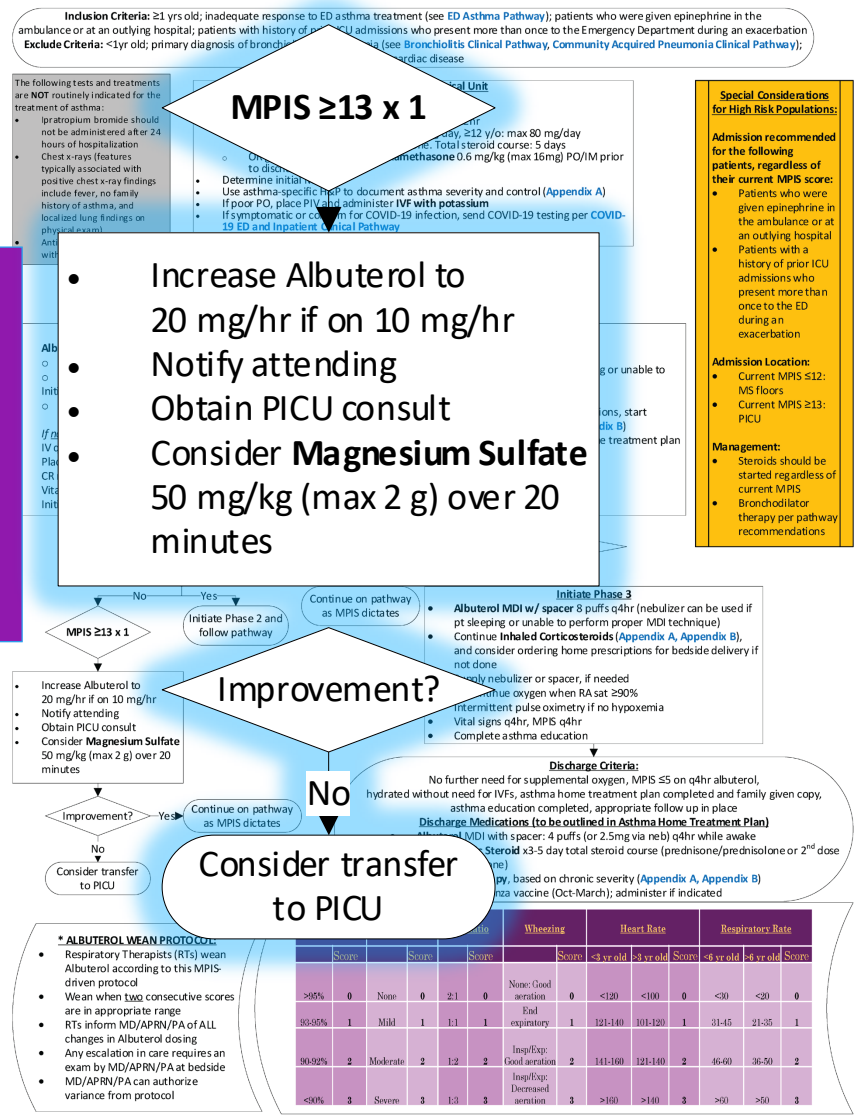 Inclusion Criteria: ≥1 yrs old; inadequate response to ED asthma treatment (see ED Asthma Pathway); patients who were given epinephrine in
the ambulance or at an outlying hospital; patients with history of admissions who present more than once to the Emergency Department during an exacerbation
Exclude Criteria: <1yr old; primary diagnosis of (see Bronchiolitis Clinical Pathway, Community Acquired Pneumonia Clinical Pathway);
disease
The following tests and treatments
are NOT routinely indicated for the
treatment of asthma:
• Ipratropium bromide should
not be administered after 24
hours of hospitalization
• Chest x-rays (features
typically associated with
positive chest x-ray findings
include fever, no family
history of asthma, and
localized lung findings on
physical exam)
Unit
≥12 y/o: max 80 mg/day
Total steroid course: 5 days
0.6 mg/kg (max 16mg) PO/IM prior
to
• Determine initial
• Use asthma-specific H&P to document asthma severity and control (Appendix A)
• If poor PO, place PIV and administer IVF with potassium
• If symptomatic or for COVID-19 infection, send COVID-19 testing per COVID-
19 ED and Inpatient Clinical Pathway
MPIS ≥13 x 1
• Increase Albuterol to
20 mg/hr if on 10 mg/hr
• Notify attending
• Obtain PICU consult
• Consider Magnesium Sulfate
50 mg/kg (max 2 g) over 20
minutes
or unable to
start
treatment plan
Special Considerations
for High Risk Populations:
Admission recommended
for the following
patients, regardless of
their current MPIS score:
• Patients who were
given epinephrine in
the ambulance or at
an outlying hospital
• Patients with a
history of prior ICU
admissions who
present more than
once to the ED
during an
exacerbation
Admission Location:
• Current MPIS ≤12:
MS floors
• Current MPIS ≥13:
PICU
Management:
• Steroids should be
started regardless of
current MPIS
• Bronchodilator
therapy per pathway
recommendations
No
Yes
MPIS ≥13 x 1
Initiate Phase 2 and
follow pathway
Continue on pathway
as MPIS dictates
• Increase Albuterol to
20 mg/hr if on 10 mg/hr
• Notify attending
• Obtain PICU consult
• Consider Magnesium Sulfate
50 mg/kg (max 2 g) over 20
minutes
Improvement?
Yes
Continue on pathway
as MPIS dictates
No
Consider transfer
to PICU
Improvement?
No
Consider transfer
to PICU
Initiate Phase 3
• Albuterol MDI w/ spacer 8 puffs q4hr (nebulizer can be used if
pt sleeping or unable to perform proper MDI technique)
• Continue Inhaled Corticosteroids (Appendix A, Appendix B),
and consider ordering home prescriptions for bedside delivery if
not done
nebulizer or spacer, if needed
oxygen when RA sat ≥90%
Intermittent pulse oximetry if no hypoxemia
• Vital signs q4hr, MPIS q4hr
• Complete asthma education
Discharge Criteria:
No further need for supplemental oxygen, MPIS ≤5 on q4hr albuterol,
hydrated without need for IVFs, asthma home treatment plan completed and family given copy,
asthma education completed, appropriate follow up in place
Discharge Medications (to be outlined in Asthma Home Treatment Plan)
MDI with spacer: 4 puffs (or 2.5mg via neb) q4hr while awake
Steroid x3-5 day total steroid course (prednisone/prednisolone or 2nd dose
based on chronic severity (Appendix A, Appendix B)
vaccine (Oct-March); administer if indicated
* ALBUTEROL WEAN PROTOCOL:
• Respiratory Therapists (RTs) wean
Albuterol according to this MPIS-
driven protocol
• Wean when two consecutive scores
are in appropriate range
• RTs inform MD/APRN/PA of ALL
changes in Albuterol dosing
• Any escalation in care requires an
exam by MD/APRN/PA at bedside
• MD/APRN/PA can authorize
variance from protocol
Wheezing Heart Rate Respiratory Rate
Score Score Score Score <3 yr old >3 yr old Score <6 yr old >6 yr old Score
>95% 0 None 0 2:1 0 None: Good aeration 0 <120 <100 0 <30 <20 0
93-95% 1 Mild 1 1:1 1 End expiratory 1 121-140 101-120 1 31-45 21-35 1
90-92% 2 Moderate 2 1:2 2 Insp/Exp: Good aeration 2 141-160 121-140 2 46-60 36-50 2
<90% 3 Severe 3 1:3 3 Insp/Exp: Decreased aeration 3 >160 >140 3 >60 >50 3